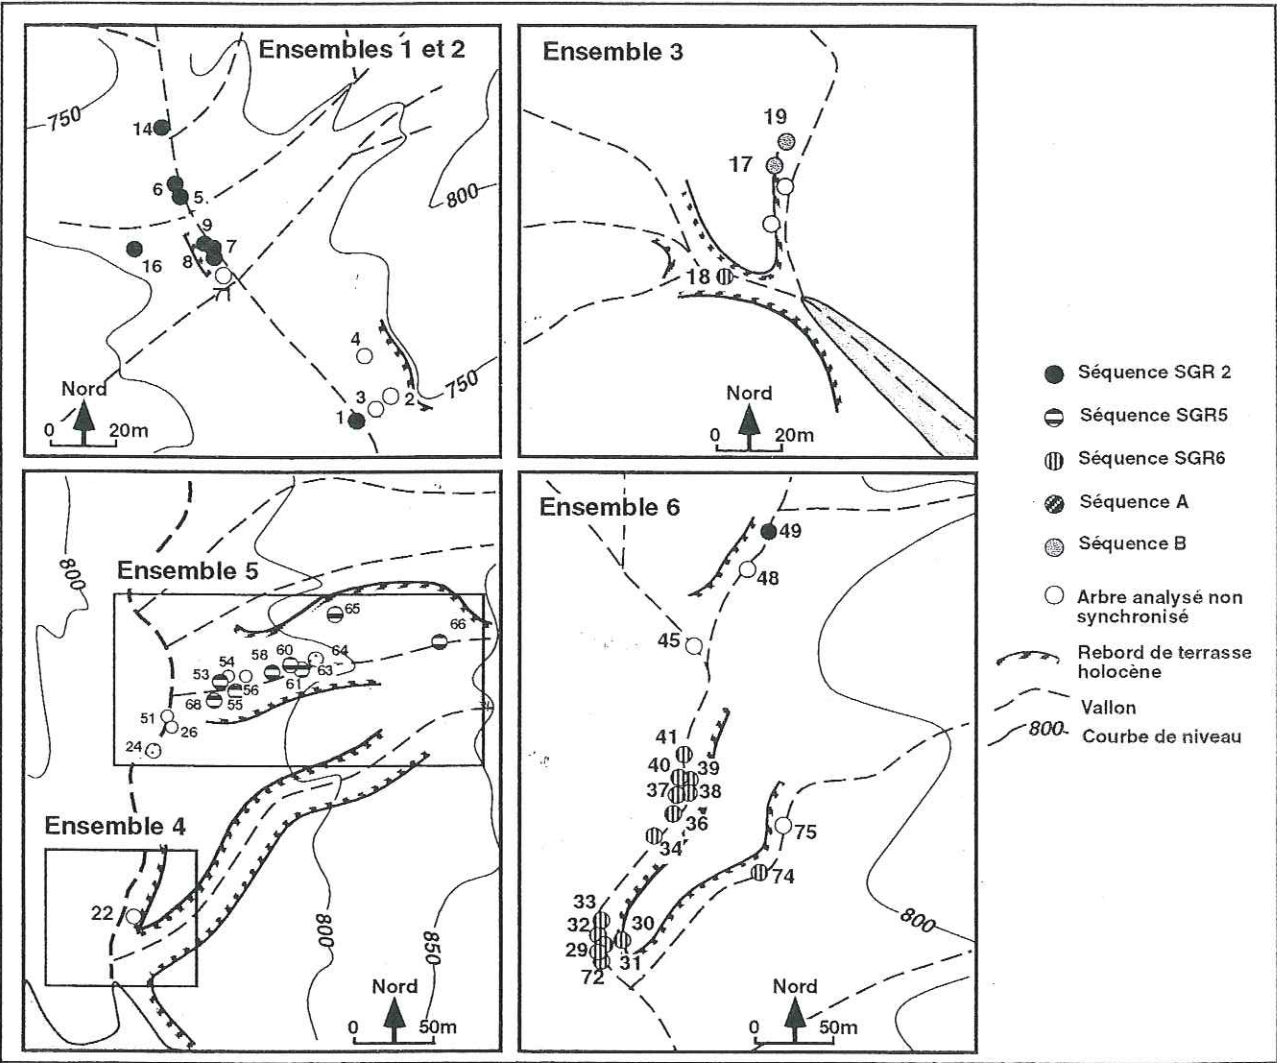 Ensembles 1 et 2
750
14
6
5
9
7
8
16
71
800
4
3
2
1
750
Nord
0 20m
Ensemble 3
19
17
18
Nord
0 20m
Ensemble 5
800
65
66
60
64
58
54
53
63
61
56
68
55
51
26
24
Ensemble 4
22
800
850
Nord
0 50m
Ensemble 6
49
48
45
41
40
39
37
38
36
34
75
74
33
32
30
29
31
72
800
Nord
0 50m
Séquence SGR 2
Séquence SGR5
Séquence SGR6
Séquence A
Séquence B
Arbre analysé non
synchronisé
Rebord de terrasse
holocène
Vallon
800 Courbe de niveau